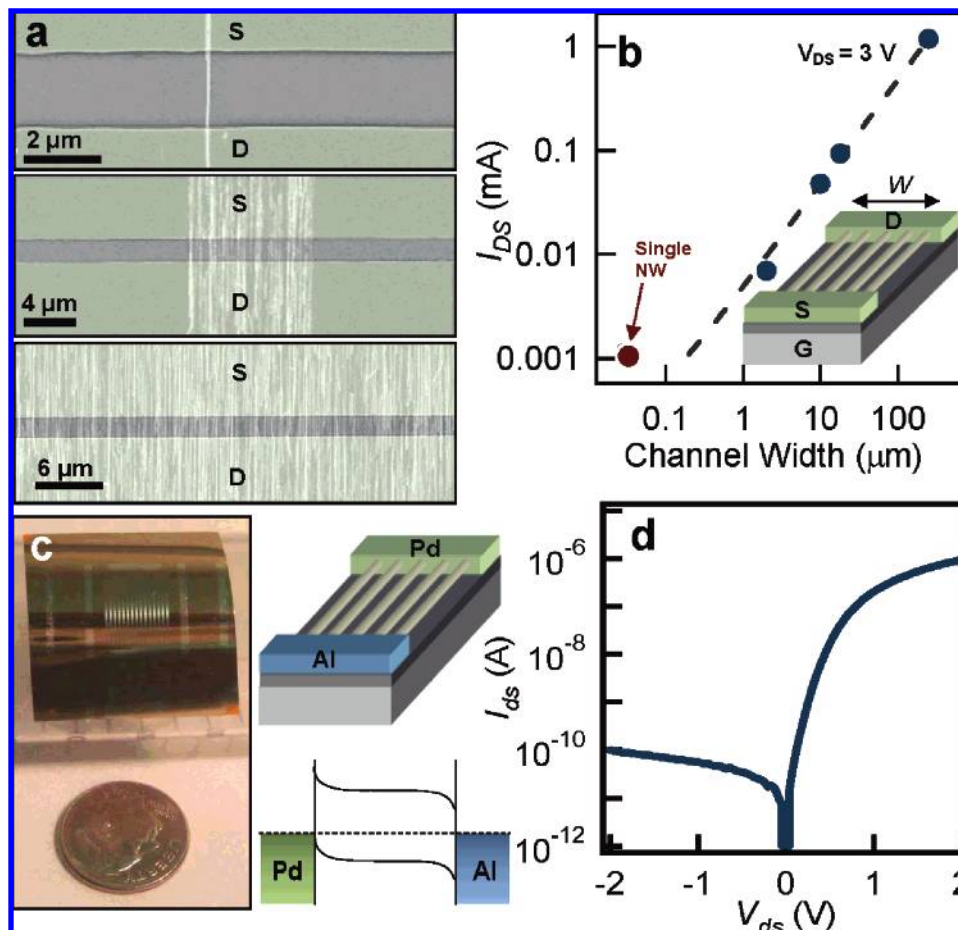 a
S
D
2 μm
S
D
4 μm
S
D
6 μm
b
V_DS = 3 V
1
0.1
0.01
0.001
I_DS (mA)
Single
NW
W
D
S
G
0.1 1 10 100
Channel Width (μm)
c
Pd
Al
Pd
Al
d
10^-6
10^-8
10^-10
10^-12
I_ds (A)
-2 -1 0 1 2
V_ds (V)